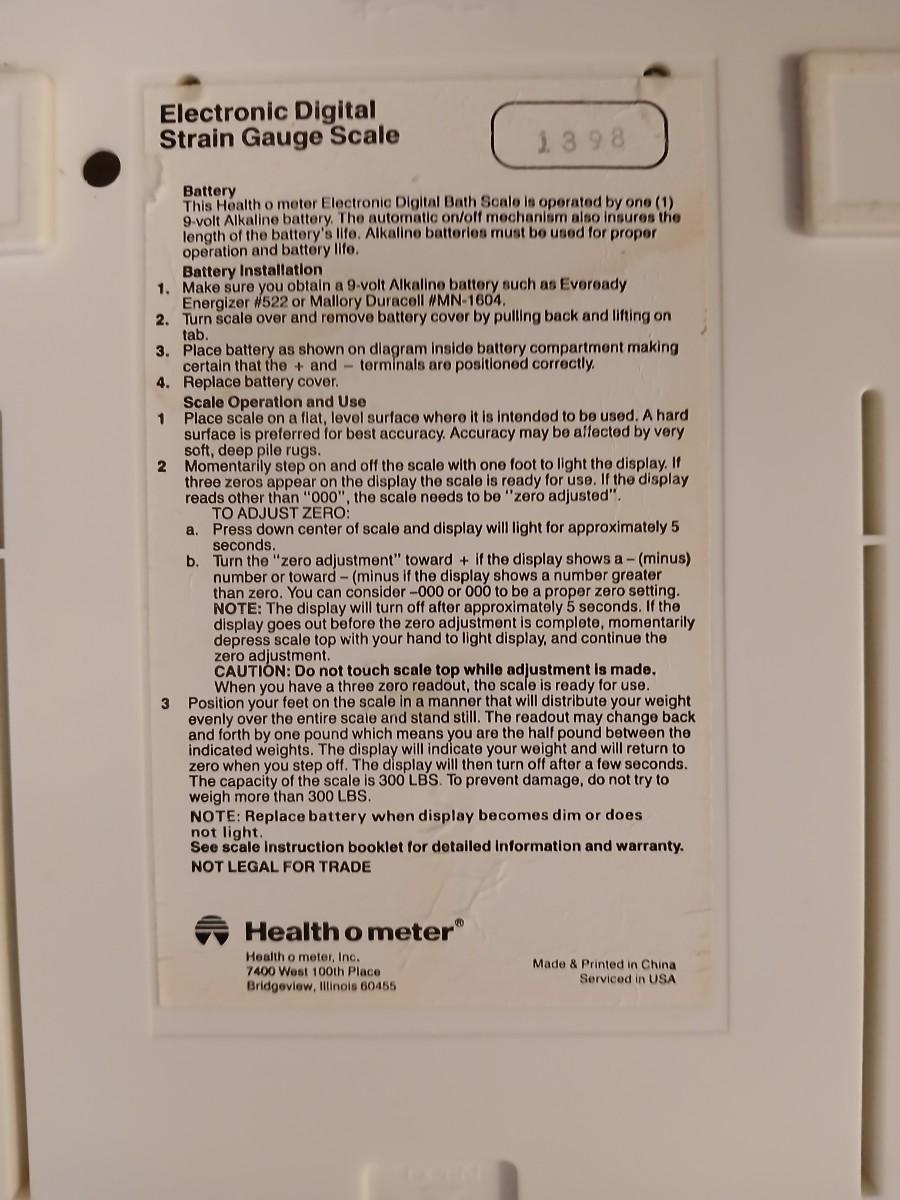 Electronic Digital
Strain Gauge Scale
1398
Battery
This Health o meter Electronic Digital Bath Scale is operated by one (1)
9-volt Alkaline battery. The automatic on/off mechanism also insures the
length of the battery's life. Alkaline batteries must be used for proper
operation and battery life.
Battery Installation
1. Make sure you obtain a 9-volt Alkaline battery such as Eveready
Energizer #522 or Mallory Duracell #MN-1604.
2. Turn scale over and remove battery cover by pulling back and lifting on
tab.
3. Place battery as shown on diagram inside battery compartment making
certain that the + and − terminals are positioned correctly.
4. Replace battery cover.
Scale Operation and Use
1 Place scale on a flat, level surface where it is intended to be used. A hard
surface is preferred for best accuracy. Accuracy may be affected by very
soft, deep pile rugs.
2 Momentarily step on and off the scale with one foot to light the display. If
three zeros appear on the display the scale is ready for use. If the display
reads other than "000", the scale needs to be "zero adjusted".
TO ADJUST ZERO:
a. Press down center of scale and display will light for approximately 5
seconds.
b. Turn the "zero adjustment" toward + if the display shows a – (minus)
number or toward – (minus if the display shows a number greater
than zero. You can consider –000 or 000 to be a proper zero setting.
NOTE: The display will turn off after approximately 5 seconds. If the
display goes out before the zero adjustment is complete, momentarily
depress scale top with your hand to light display, and continue the
zero adjustment.
CAUTION: Do not touch scale top while adjustment is made.
When you have a three zero readout, the scale is ready for use.
3 Position your feet on the scale in a manner that will distribute your weight
evenly over the entire scale and stand still. The readout may change back
and forth by one pound which means you are the half pound between the
indicated weights. The display will indicate your weight and will return to
zero when you step off. The display will then turn off after a few seconds.
The capacity of the scale is 300 LBS. To prevent damage, do not try to
weigh more than 300 LBS.
NOTE: Replace battery when display becomes dim or does
not light.
See scale instruction booklet for detailed information and warranty.
NOT LEGAL FOR TRADE
Health o meter®
Health o meter, Inc.
7400 West 100th Place
Bridgeview, Illinois 60455
Made & Printed in China
Serviced in USA